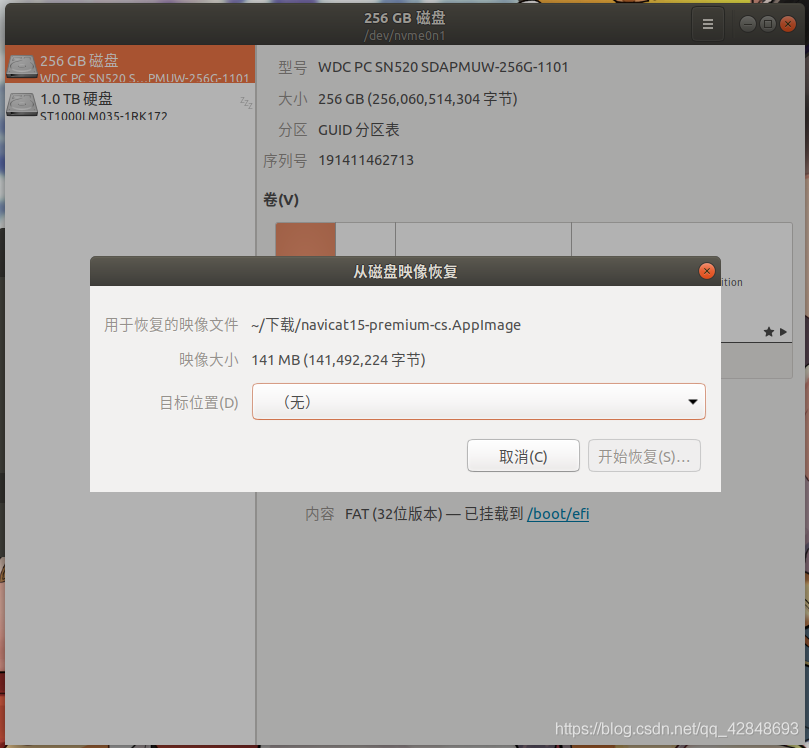 256 GB 磁盘
/dev/nvme0n1
256 GB 磁盘
WDC PC SN520 S…PMUW-256G-1101
1.0 TB 硬盘
ST1000LM035-1RK172
型号 WDC PC SN520 SDAPMUW-256G-1101
大小 256 GB (256,060,514,304 字节)
分区 GUID 分区表
序列号 191411462713
卷(V)
ition
从磁盘映像恢复
用于恢复的映像文件 ~/下载/navicat15-premium-cs.AppImage
映像大小 141 MB (141,492,224 字节)
目标位置(D) （无）
取消(C) 开始恢复(S)…
内容 FAT (32位版本) — 已挂载到 /boot/efi
https://blog.csdn.net/qq_42848693